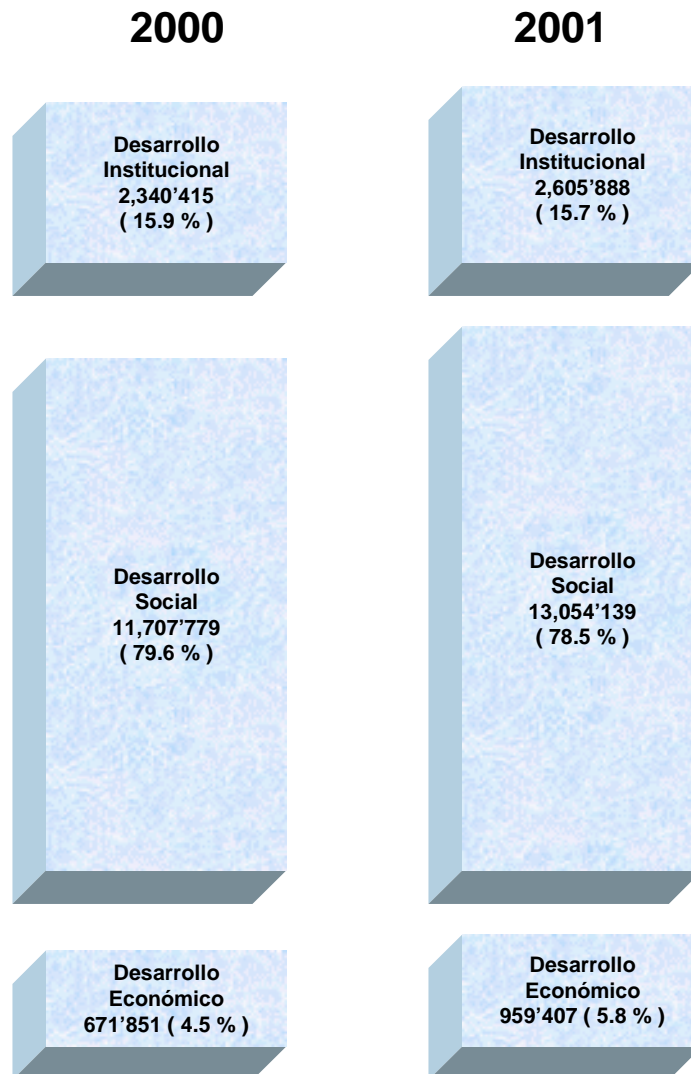 2000
2001
Desarrollo
Institucional
2,340’415
( 15.9 % )
Desarrollo
Institucional
2,605’888
( 15.7 % )
Desarrollo
Social
11,707’779
( 79.6 % )
Desarrollo
Social
13,054’139
( 78.5 % )
Desarrollo
Económico
671’851 ( 4.5 % )
Desarrollo
Económico
959’407 ( 5.8 % )